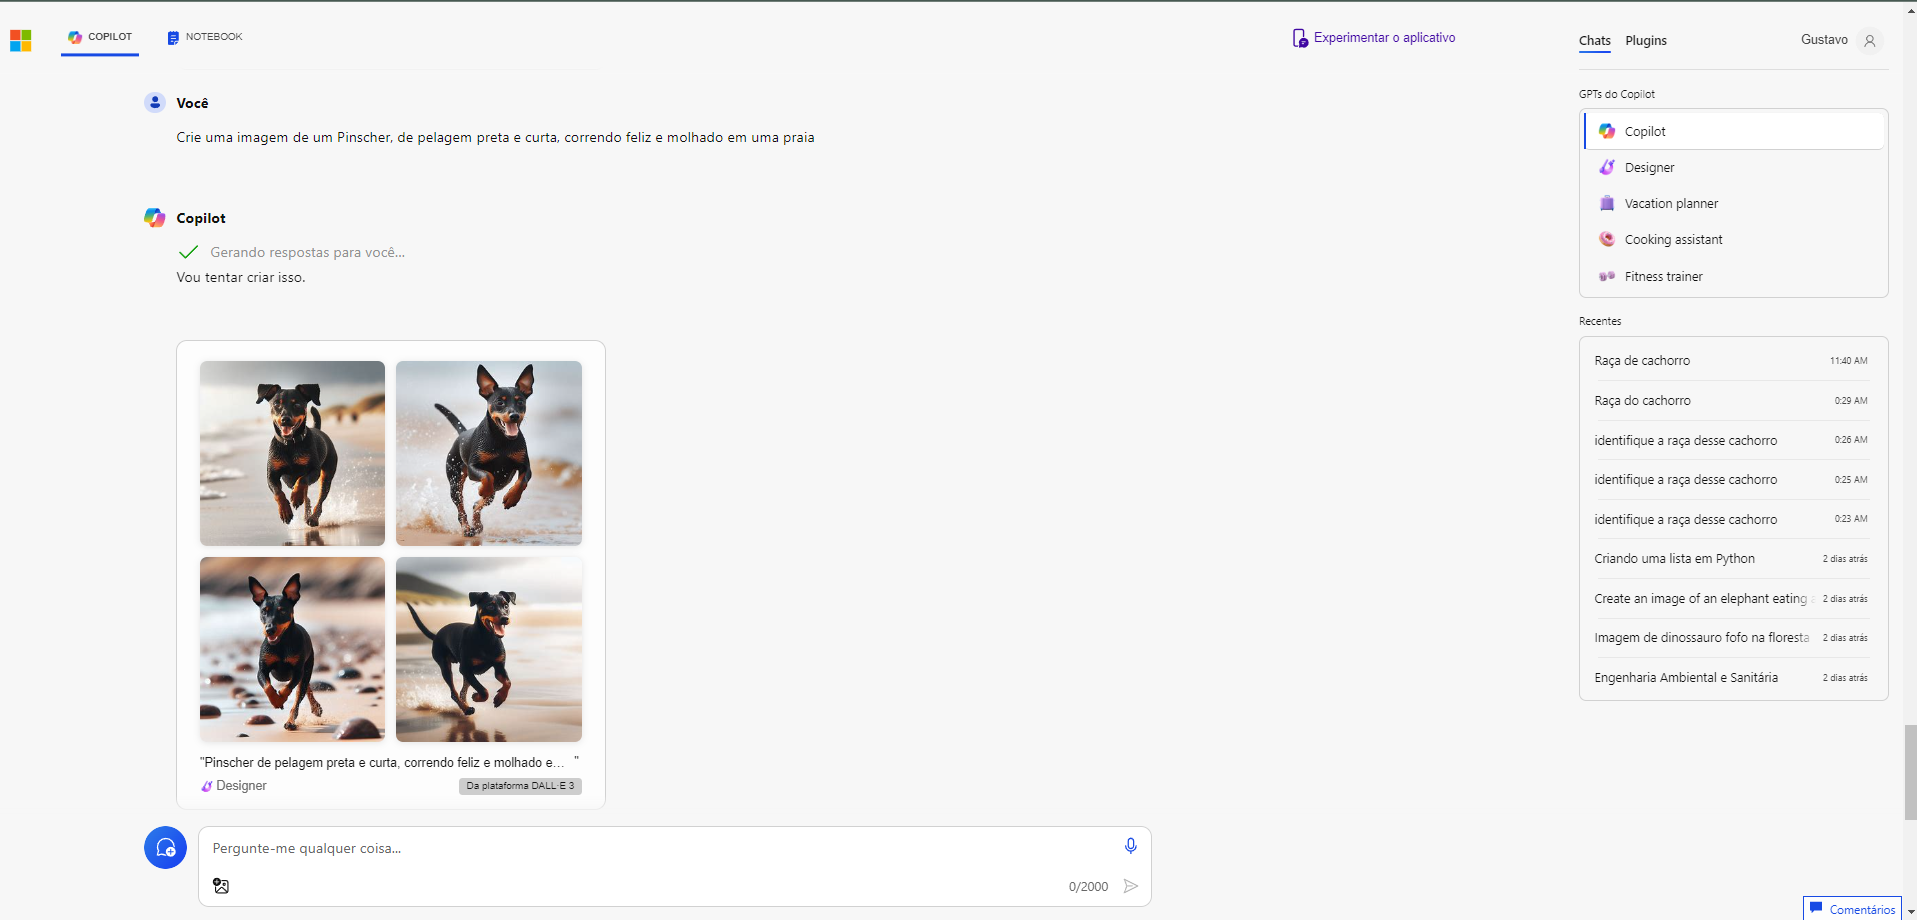 COPILOT
NOTEBOOK
Experimentar o aplicativo
Chats
Plugins
Gustavo
Você
Crie uma imagem de um Pinscher, de pelagem preta e curta, correndo feliz e molhado em uma praia
Copilot
Gerando respostas para você...
Vou tentar criar isso.
"Pinscher de pelagem preta e curta, correndo feliz e molhado e... "
Designer
Da plataforma DALL·E 3
Pergunte-me qualquer coisa...
0/2000
GPTs do Copilot
Copilot
Designer
Vacation planner
Cooking assistant
Fitness trainer
Recentes
Raça de cachorro 11:40 AM
Raça do cachorro 0:29 AM
identifique a raça desse cachorro 0:26 AM
identifique a raça desse cachorro 0:25 AM
identifique a raça desse cachorro 0:23 AM
Criando uma lista em Python 2 dias atrás
Create an image of an elephant eating a 2 dias atrás
Imagem de dinossauro fofo na floresta 2 dias atrás
Engenharia Ambiental e Sanitária 2 dias atrás
Comentários